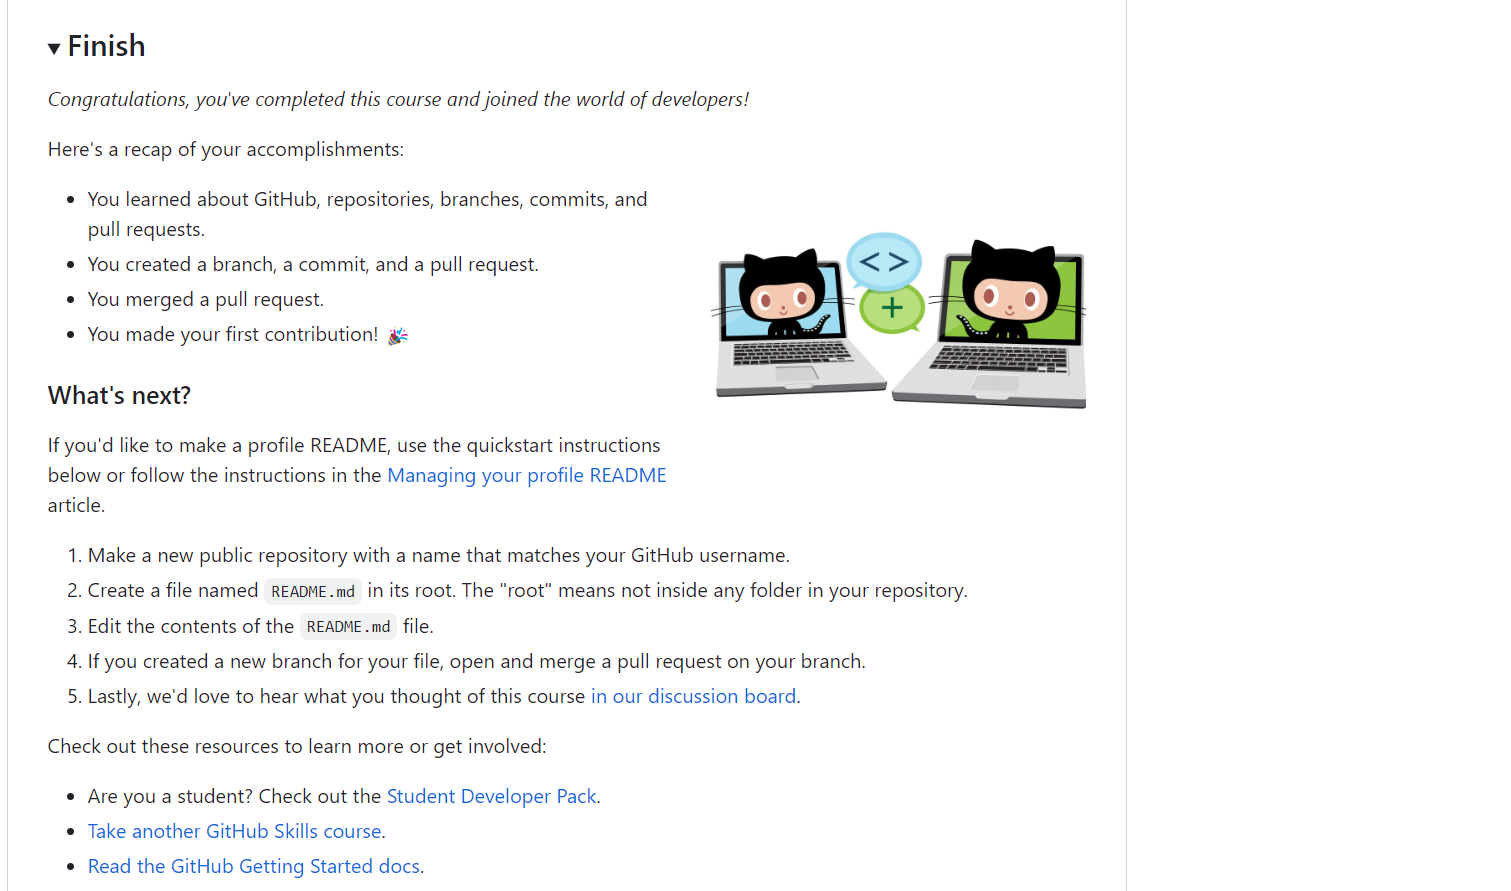 Finish
Congratulations, you've completed this course and joined the world of developers!
Here's a recap of your accomplishments:
You learned about GitHub, repositories, branches, commits, and
pull requests.
You created a branch, a commit, and a pull request.
You merged a pull request.
You made your first contribution! 🎉
<>
+
What's next?
If you'd like to make a profile README, use the quickstart instructions
below or follow the instructions in the Managing your profile README
article.
1. Make a new public repository with a name that matches your GitHub username.
2. Create a file named README.md in its root. The "root" means not inside any folder in your repository.
3. Edit the contents of the README.md file.
4. If you created a new branch for your file, open and merge a pull request on your branch.
5. Lastly, we'd love to hear what you thought of this course in our discussion board.
Check out these resources to learn more or get involved:
Are you a student? Check out the Student Developer Pack.
Take another GitHub Skills course.
Read the GitHub Getting Started docs.